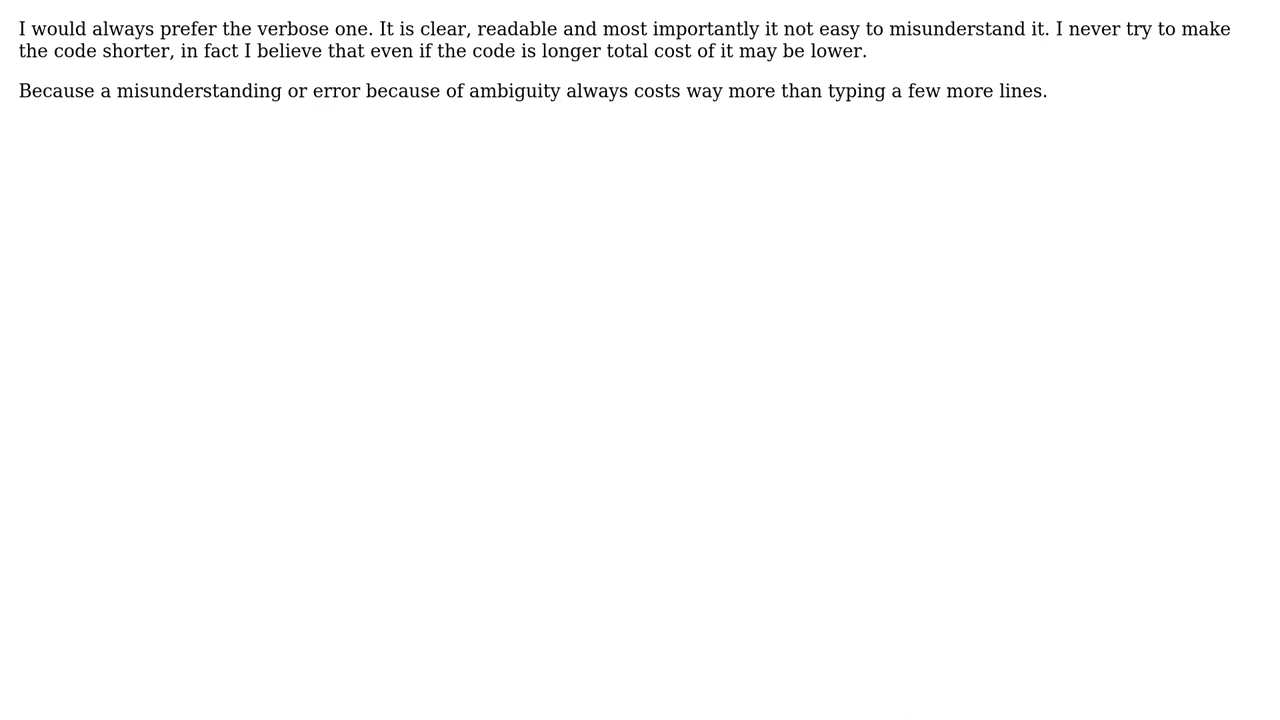 I would always prefer the verbose one. It is clear, readable and most importantly it not easy to misunderstand it. I never try to make
the code shorter, in fact I believe that even if the code is longer total cost of it may be lower.
Because a misunderstanding or error because of ambiguity always costs way more than typing a few more lines.